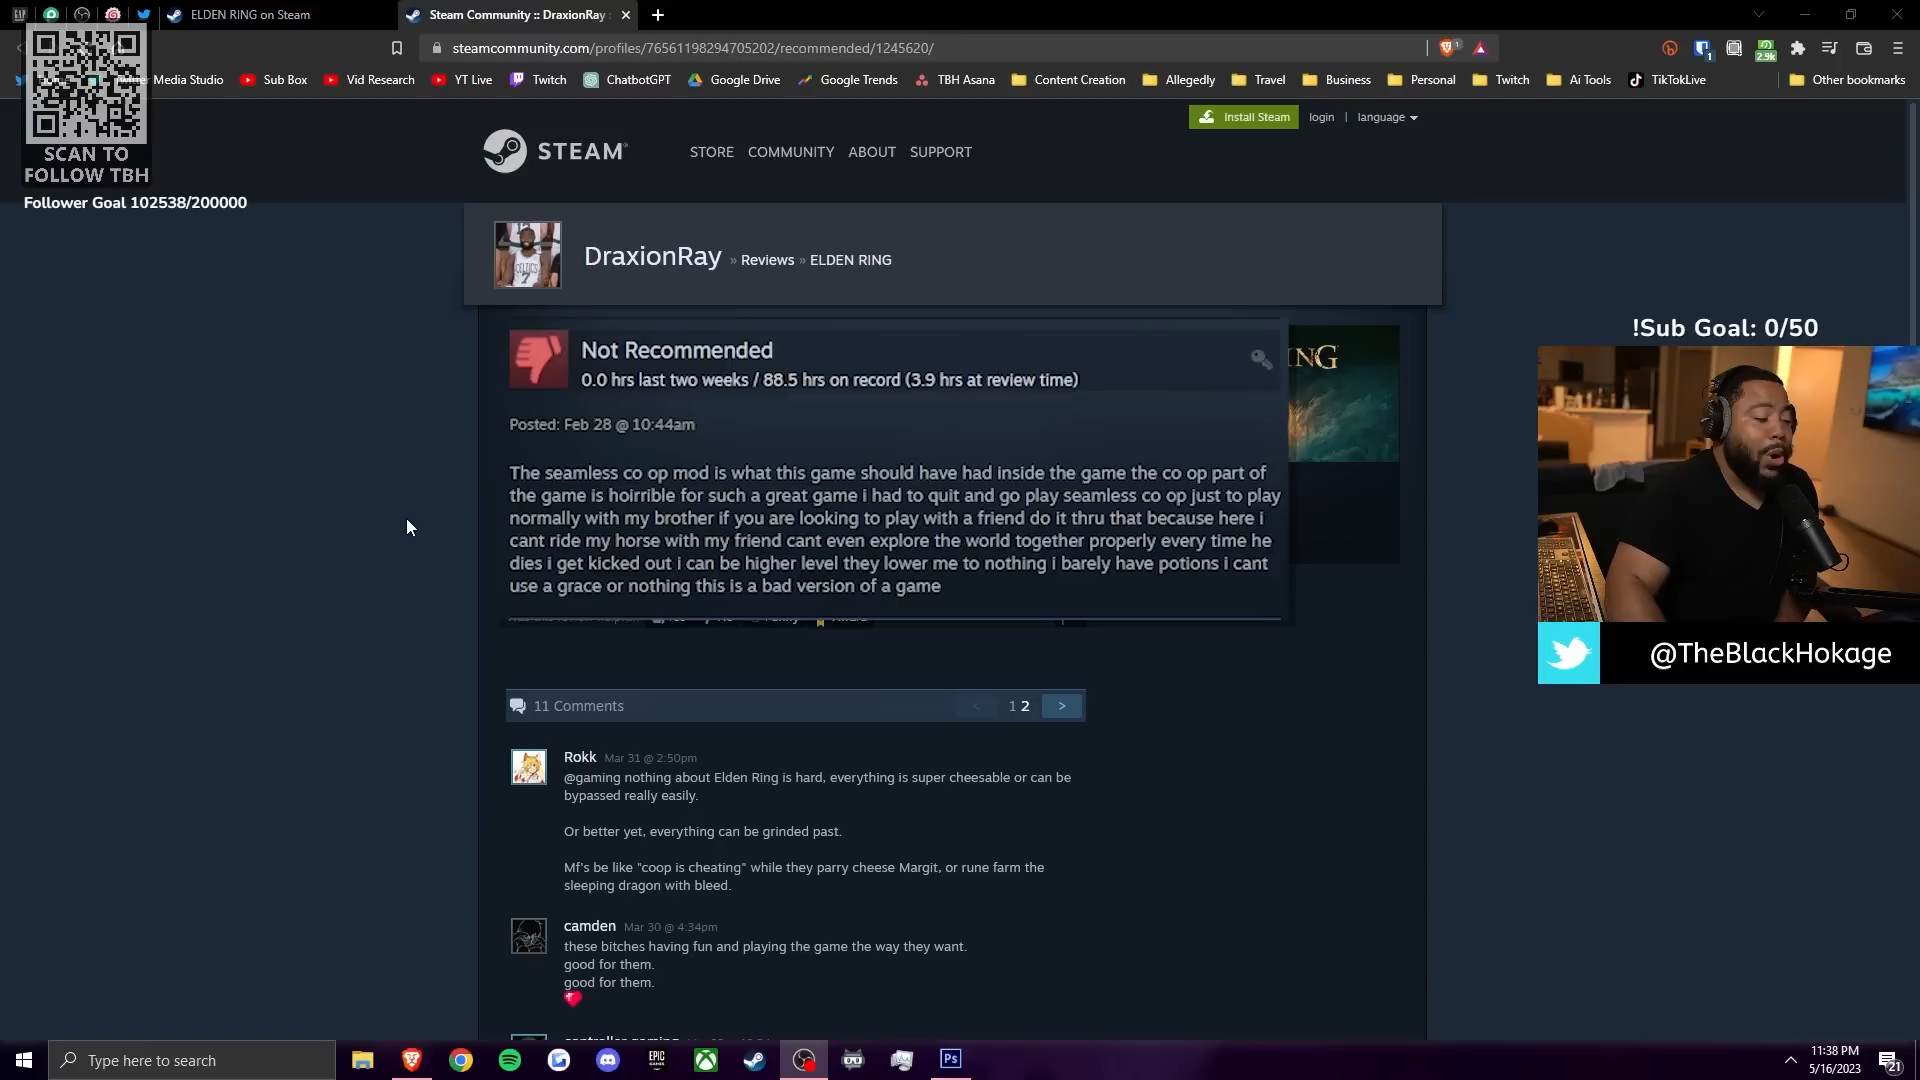 ELDEN RING on Steam
Steam Community :: DraxionRay
steamcommunity.com/profiles/76561198294705202/recommended/1245620/
1
1
2.9k
Media Studio
Sub Box
Vid Research
YT Live
Twitch
ChatbotGPT
Google Drive
Google Trends
TBH Asana
Content Creation
Allegedly
Travel
Business
Personal
Twitch
Ai Tools
TikTokLive
Other bookmarks
SCAN TO
FOLLOW TBH
Follower Goal 102538/200000
Install Steam
login | language
STEAM
STORE COMMUNITY ABOUT SUPPORT
CELTICS
7
DraxionRay » Reviews » ELDEN RING
Not Recommended
0.0 hrs last two weeks / 88.5 hrs on record (3.9 hrs at review time)
Posted: Feb 28 @ 10:44am
The seamless co op mod is what this game should have had inside the game the co op part of
the game is hoirrible for such a great game i had to quit and go play seamless co op just to play
normally with my brother if you are looking to play with a friend do it thru that because here i
cant ride my horse with my friend cant even explore the world together properly every time he
dies i get kicked out i can be higher level they lower me to nothing i barely have potions i cant
use a grace or nothing this is a bad version of a game
ING
!Sub Goal: 0/50
@TheBlackHokage
11 Comments
< 1 2 >
Rokk Mar 31 @ 2:50pm
@gaming nothing about Elden Ring is hard, everything is super cheesable or can be
bypassed really easily.
Or better yet, everything can be grinded past.
Mf's be like "coop is cheating" while they parry cheese Margit, or rune farm the
sleeping dragon with bleed.
camden Mar 30 @ 4:34pm
these bitches having fun and playing the game the way they want.
good for them.
good for them.
Type here to search
EPIC
GAMES
Ps
11:38 PM
5/16/2023
21